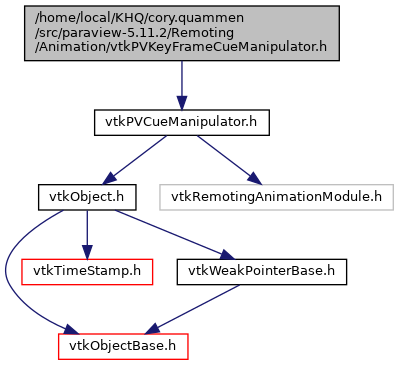 /home/local/KHQ/cory.quammen
/src/paraview-5.11.2/Remoting
/Animation/vtkPVKeyFrameCueManipulator.h
vtkPVCueManipulator.h
vtkObject.h
vtkRemotingAnimationModule.h
vtkTimeStamp.h
vtkWeakPointerBase.h
vtkObjectBase.h